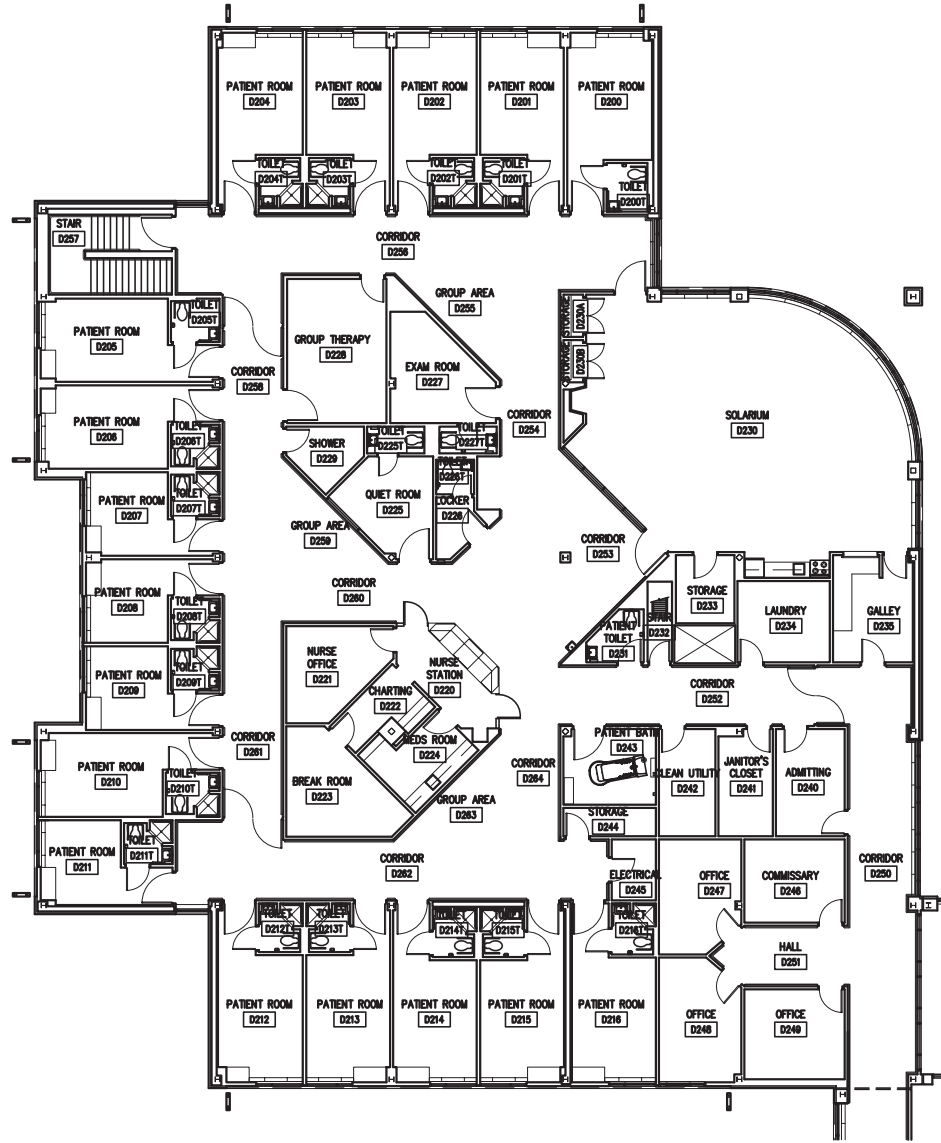 PATIENT ROOM
D204
PATIENT ROOM
D203
PATIENT ROOM
D202
PATIENT ROOM
D201
PATIENT ROOM
D200
TOILET
D204T
TOILET
D203T
TOILET
D202T
TOILET
D201T
TOILET
D200T
STAIR
D257
CORRIDOR
D256
GROUP AREA
D255
TOILET
D205T
PATIENT ROOM
D205
GROUP THERAPY
D228
EXAM ROOM
D227
STORAGE
D230A
STORAGE
D230B
CORRIDOR
D258
CORRIDOR
D254
SOLARIUM
D230
PATIENT ROOM
D206
TOILET
D206T
SHOWER
D229
TOILET
D225T
TOILET
D227T
TOILET
D226T
PATIENT ROOM
D207
TOILET
D207T
QUIET ROOM
D225
LOCKER
D226
GROUP AREA
D259
CORRIDOR
D253
CORRIDOR
D260
PATIENT ROOM
D208
TOILET
D208T
STORAGE
D233
LAUNDRY
D234
GALLEY
D235
STAIR
D232
PATIENT
TOILET
D231
PATIENT ROOM
D209
TOILET
D209T
NURSE
OFFICE
D221
NURSE
STATION
D220
CHARTING
D222
CORRIDOR
D252
MEDS ROOM
D224
PATIENT BATH
D243
CORRIDOR
D261
PATIENT ROOM
D210
TOILET
D210T
BREAK ROOM
D223
CORRIDOR
D264
CLEAN UTILITY
D242
JANITOR'S
CLOSET
D241
ADMITTING
D240
GROUP AREA
D263
STORAGE
D244
PATIENT ROOM
D211
TOILET
D211T
CORRIDOR
D262
ELECTRICAL
D245
OFFICE
D247
COMMISSARY
D246
CORRIDOR
D250
TOILET
D212T
TOILET
D213T
TOILET
D214T
TOILET
D215T
TOILET
D216T
HALL
D251
PATIENT ROOM
D212
PATIENT ROOM
D213
PATIENT ROOM
D214
PATIENT ROOM
D215
PATIENT ROOM
D216
OFFICE
D248
OFFICE
D249